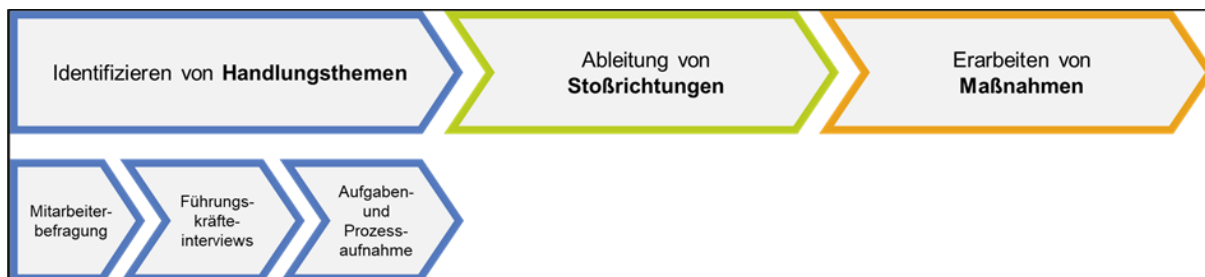 Identifizieren von Handlungsthemen
Ableitung von
Stoßrichtungen
Erarbeiten von
Maßnahmen
Mitarbeiter-
befragung
Führungs-
kräfte-
interviews
Aufgaben-
und
Prozess-
aufnahme